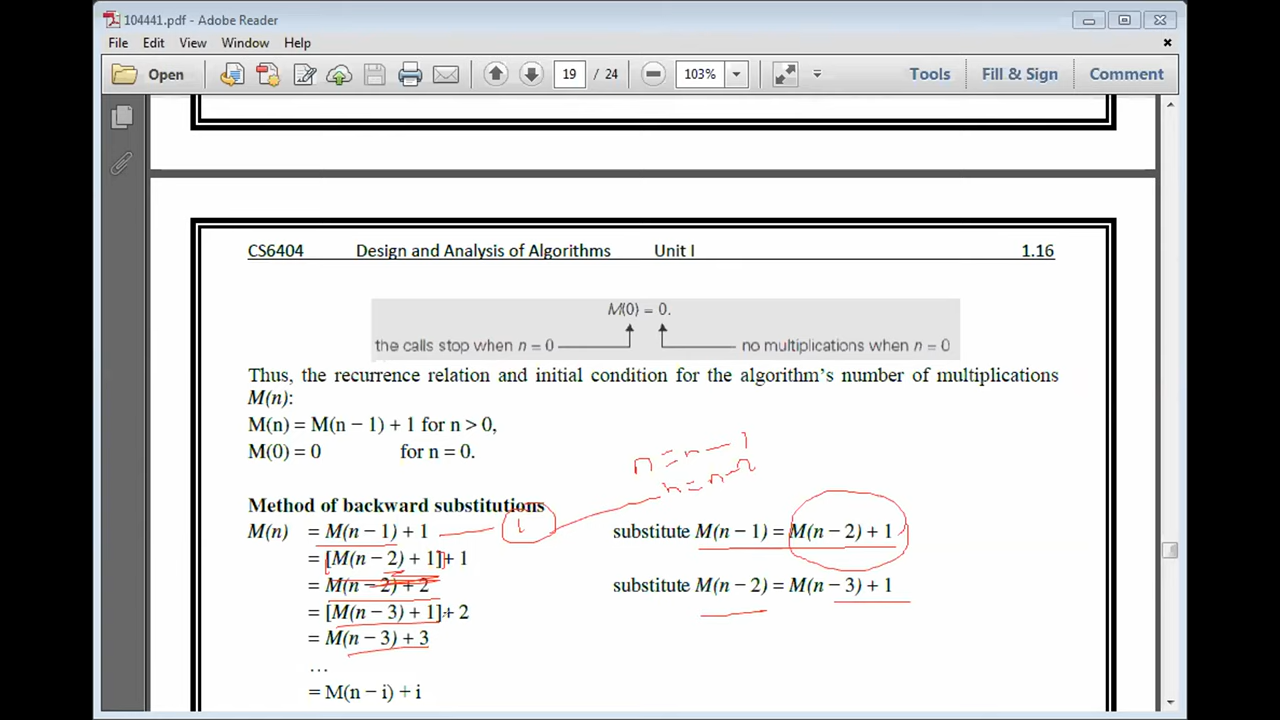 104441.pdf - Adobe Reader
File Edit View Window Help
Open 19 / 24 103% Tools Fill & Sign Comment
CS6404 Design and Analysis of Algorithms Unit I 1.16
M(0) = 0.
the calls stop when n = 0 no multiplications when n = 0
Thus, the recurrence relation and initial condition for the algorithm’s number of multiplications
M(n):
M(n) = M(n − 1) + 1 for n > 0,
M(0) = 0 for n = 0.
n = n - 1
n = n - 2
Method of backward substitutions
M(n) = M(n − 1) + 1 1 substitute M(n − 1) = M(n − 2) + 1
= [M(n − 2) + 1] + 1
= M(n − 2) + 2 substitute M(n − 2) = M(n − 3) + 1
= [M(n − 3) + 1] + 2
= M(n − 3) + 3
…
= M(n − i) + i